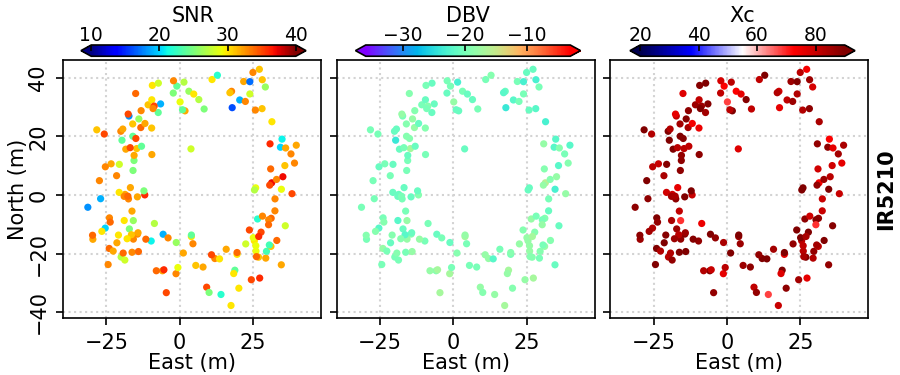 SNR DBV Xc
10 20 30 40 −30 −20 −10 20 40 60 80
40
20
0
−20
−40
North (m)
−25 0 25 −25 0 25 −25 0 25
East (m) East (m) East (m)
IR5210